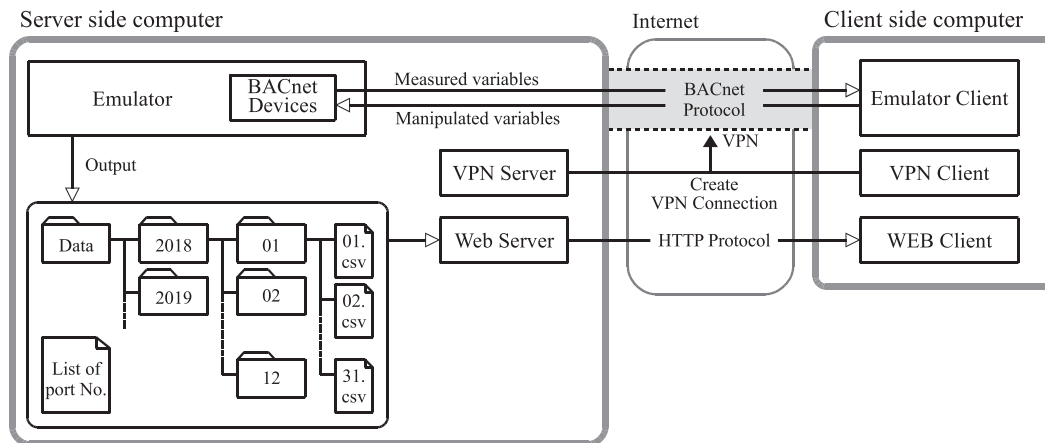 Server side computer
Internet
Client side computer
Emulator
BACnet
Devices
Measured variables
Manipulated variables
BACnet
Protocol
Emulator Client
Output
VPN
VPN Server
Create
VPN Connection
VPN Client
Data
2018
01
01.
csv
Web Server
HTTP Protocol
WEB Client
2019
02
02.
csv
List of
port No.
12
31.
csv